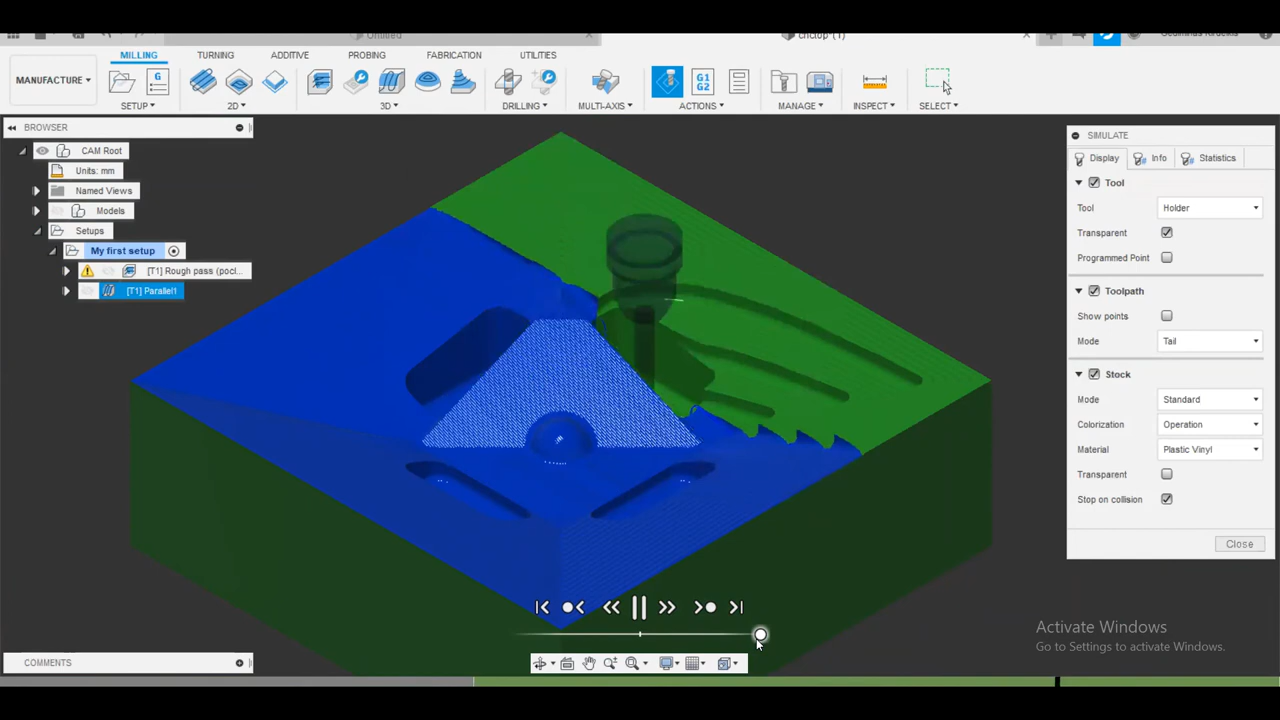 Untitled
MILLING TURNING ADDITIVE PROBING FABRICATION UTILITIES
MANUFACTURE
G
G1
G2
SETUP 2D 3D DRILLING MULTI-AXIS ACTIONS MANAGE INSPECT SELECT
BROWSER
CAM Root
Units: mm
Named Views
Models
Setups
My first setup
[T1] Rough pass (pocl...
[T1] Parallel1
SIMULATE
Display Info Statistics
Tool
Tool Holder
Transparent
Programmed Point
Toolpath
Show points
Mode Tail
Stock
Mode Standard
Colorization Operation
Material Plastic Vinyl
Transparent
Stop on collision
Close
Activate Windows
Go to Settings to activate Windows.
COMMENTS